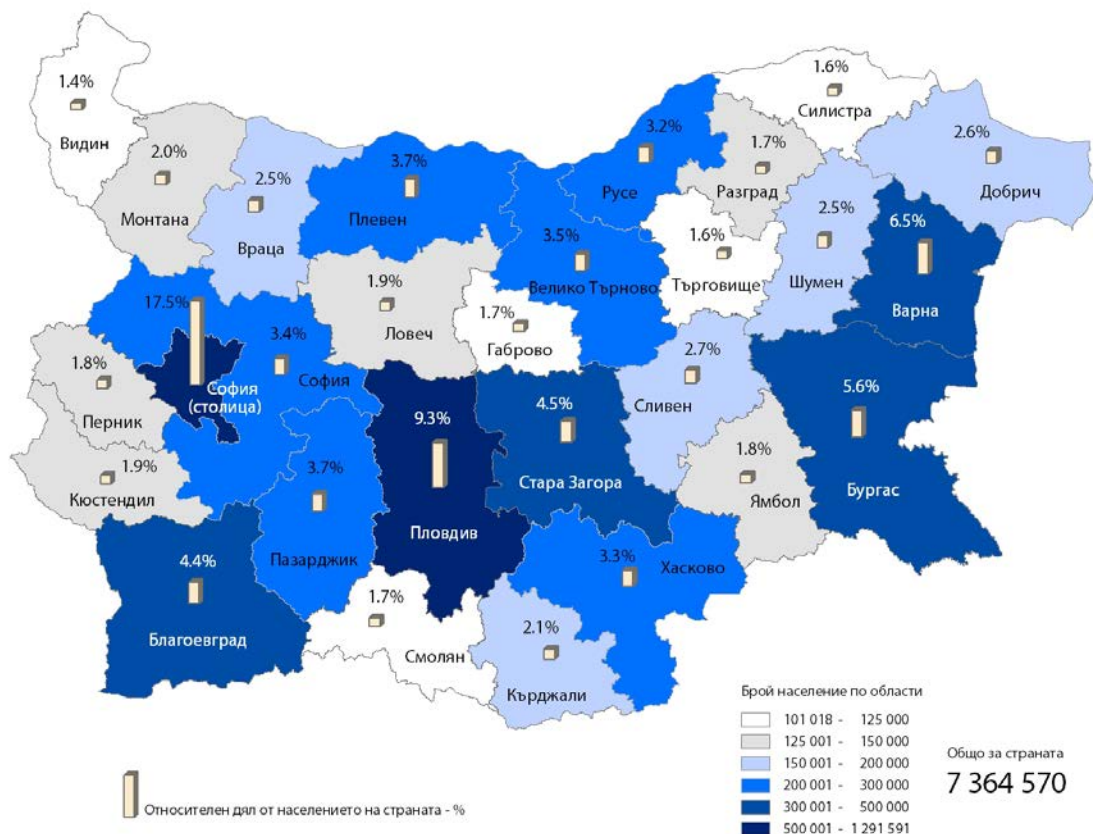 1.4%
Видин
2.0%
Монтана
2.5%
Враца
3.7%
Плевен
3.2%
Русе
1.6%
Силистра
1.7%
Разград
2.6%
Добрич
3.5%
Велико Търново
1.6%
Търговище
2.5%
Шумен
6.5%
Варна
17.5%
София
(столица)
3.4%
София
1.9%
Ловеч
1.7%
Габрово
2.7%
Сливен
1.8%
Перник
1.9%
Кюстендил
3.7%
Пазарджик
9.3%
Пловдив
4.5%
Стара Загора
1.8%
Ямбол
5.6%
Бургас
4.4%
Благоевград
1.7%
Смолян
3.3%
Хасково
2.1%
Кърджали
Брой население по области
101 018 - 125 000
125 001 - 150 000
150 001 - 200 000
200 001 - 300 000
300 001 - 500 000
500 001 - 1 291 591
Общо за страната
7 364 570
Относителен дял от населението на страната - %